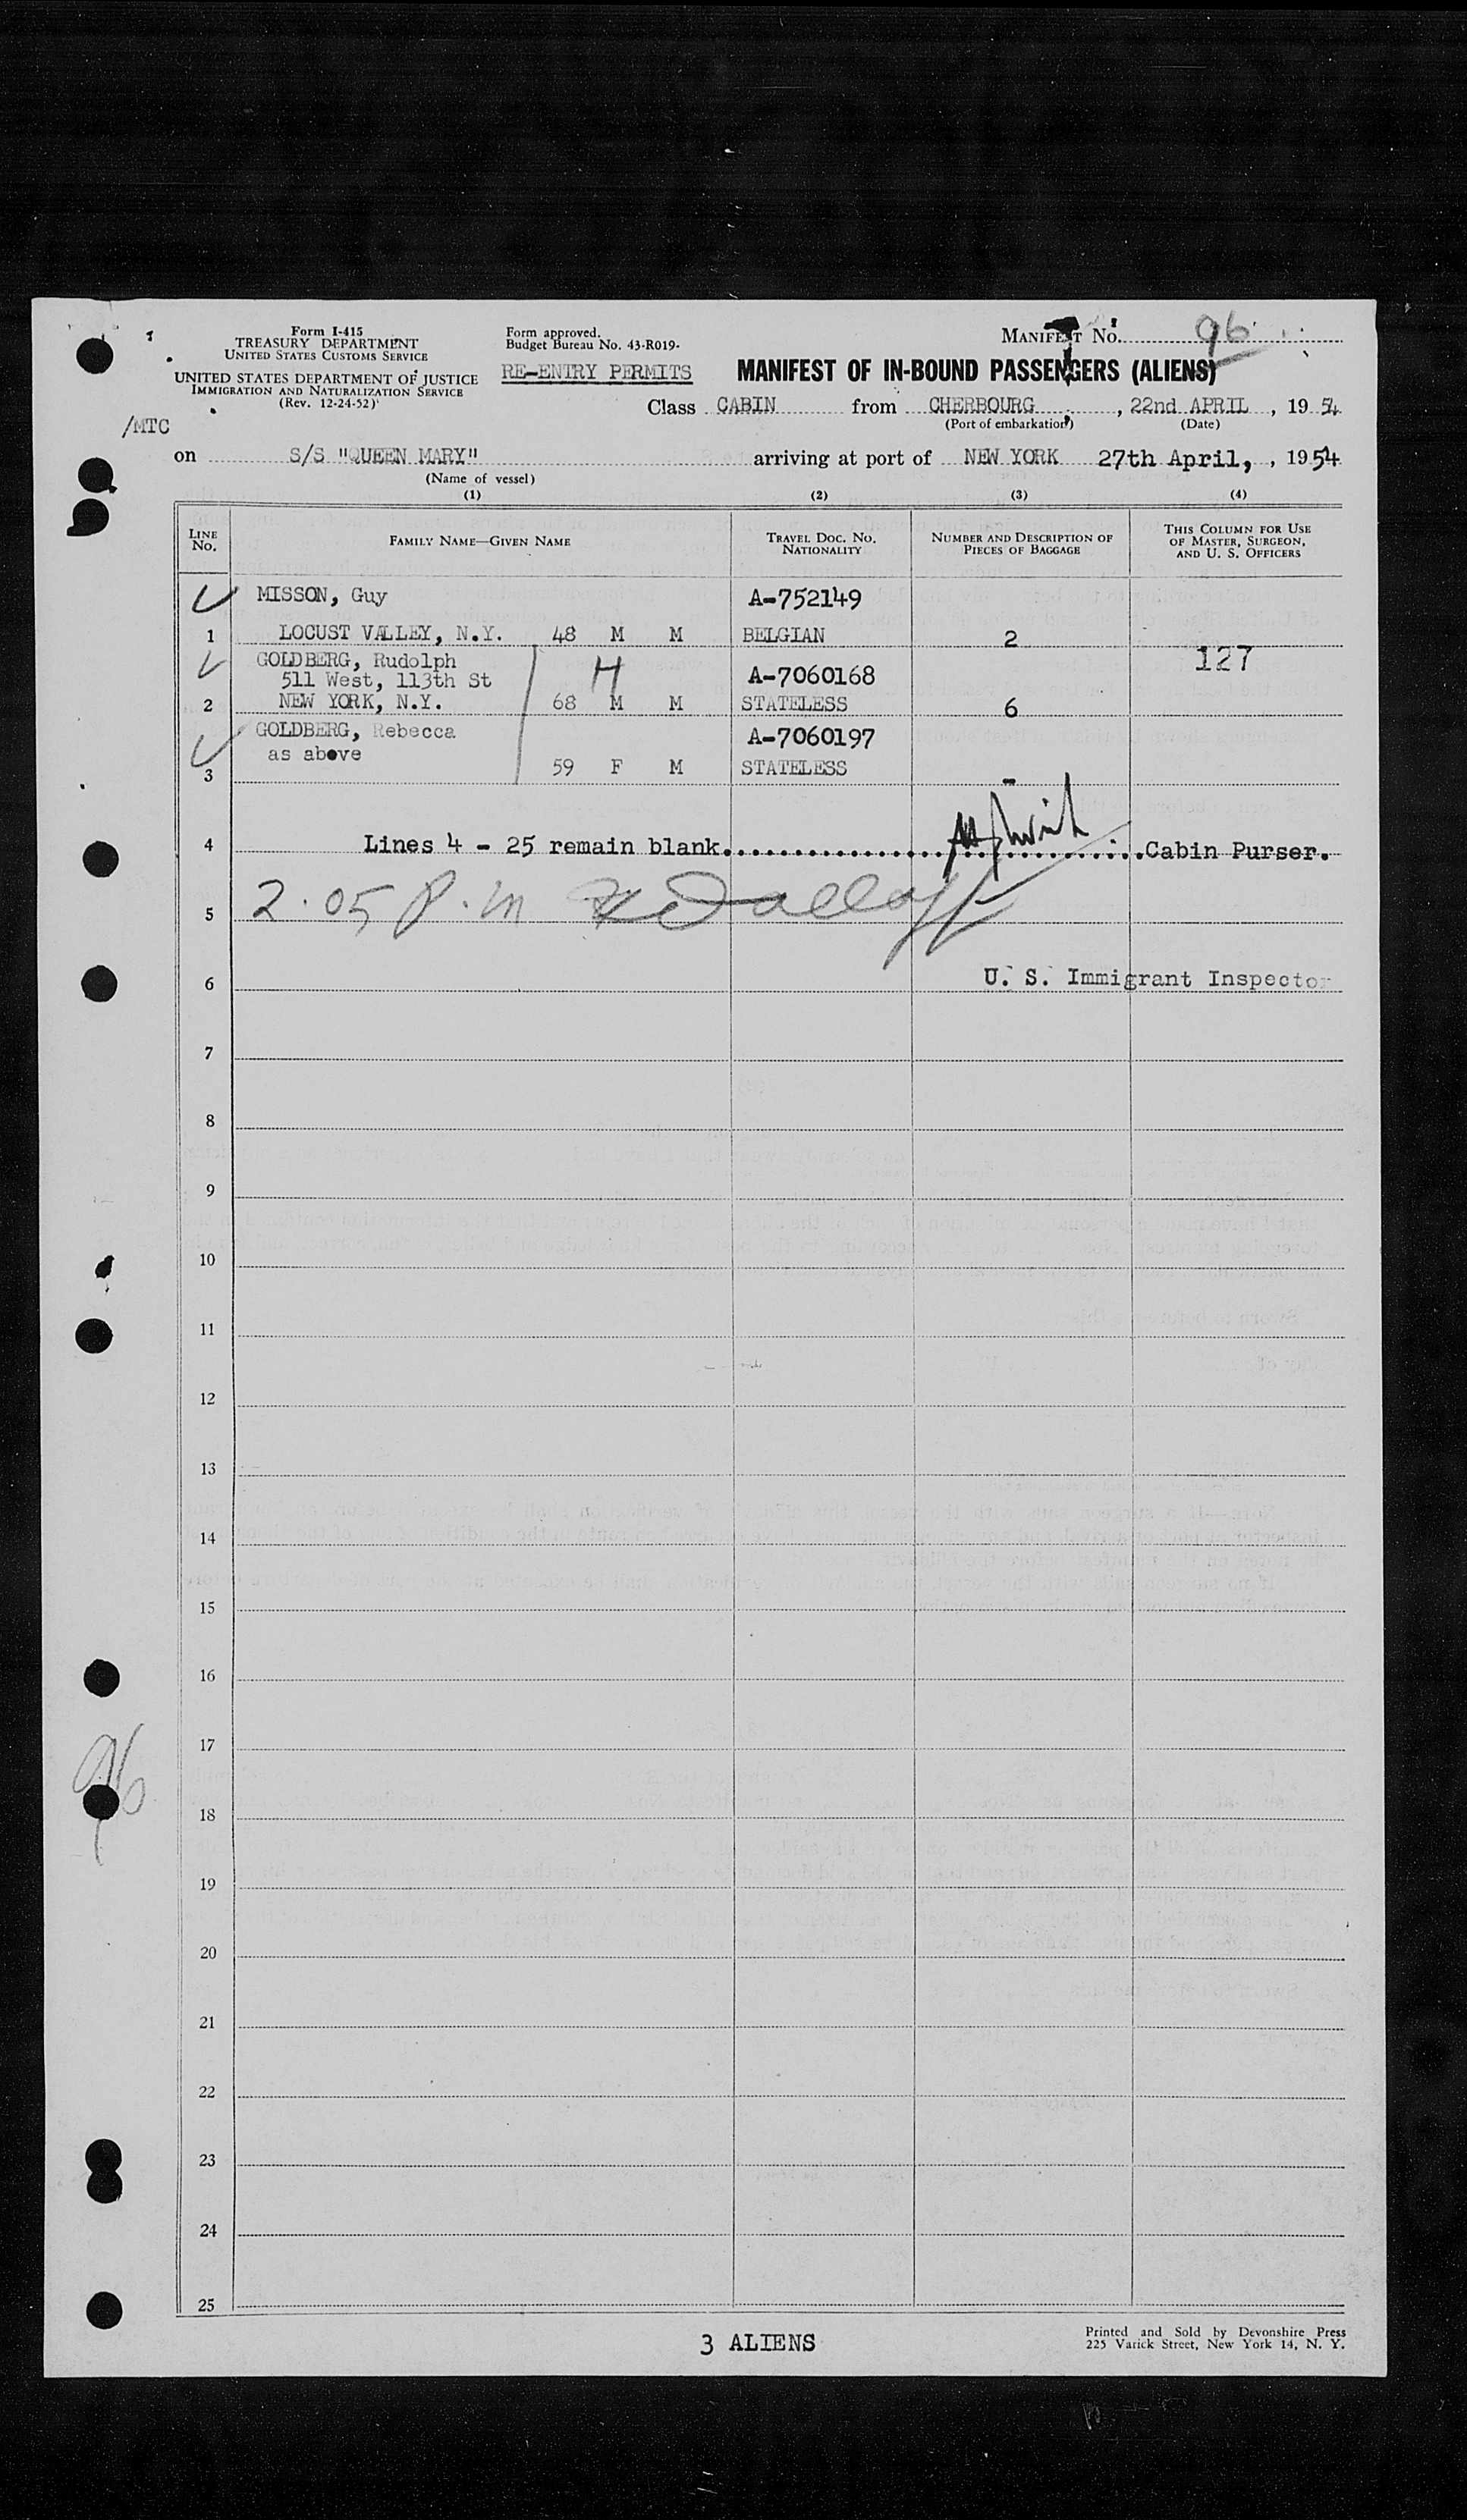 Form I-415
TREASURY DEPARTMENT
UNITED STATES CUSTOMS SERVICE
UNITED STATES DEPARTMENT OF JUSTICE
IMMIGRATION AND NATURALIZATION SERVICE
(Rev. 12-24-52)
Form approved.
Budget Bureau No. 43-R019-
RE-ENTRY PERMITS
MANIFEST No. 96
MANIFEST OF IN-BOUND PASSENGERS (ALIENS)
Class CABIN from CHERBOURG, 22nd APRIL, 1954
(Port of embarkation) (Date)
/MTC
on S/S "QUEEN MARY" arriving at port of NEW YORK 27th April, , 1954
(Name of vessel)
(1) (2) (3) (4)
LINE No. FAMILY NAME—GIVEN NAME TRAVEL DOC. No. NATIONALITY NUMBER AND DESCRIPTION OF PIECES OF BAGGAGE THIS COLUMN FOR USE OF MASTER, SURGEON, AND U. S. OFFICERS
MISSON, Guy A-752149
1 LOCUST VALLEY, N.Y. 48 M M BELGIAN 2
127
GOLDBERG, Rudolph
511 West, 113th St H A-7060168
2 NEW YORK, N.Y. 68 M M STATELESS 6
GOLDBERG, Rebecca A-7060197
as above
3 59 F M STATELESS -
4 Lines 4 - 25 remain blank. Cabin Purser.
5 2.05 P.m
6 U. S. Immigrant Inspector
7
8
9
10
11
12
13
14
15
16
17
96
18
19
20
21
22
23
24
25
3 ALIENS
Printed and Sold by Devonshire Press
225 Varick Street, New York 14, N. Y.